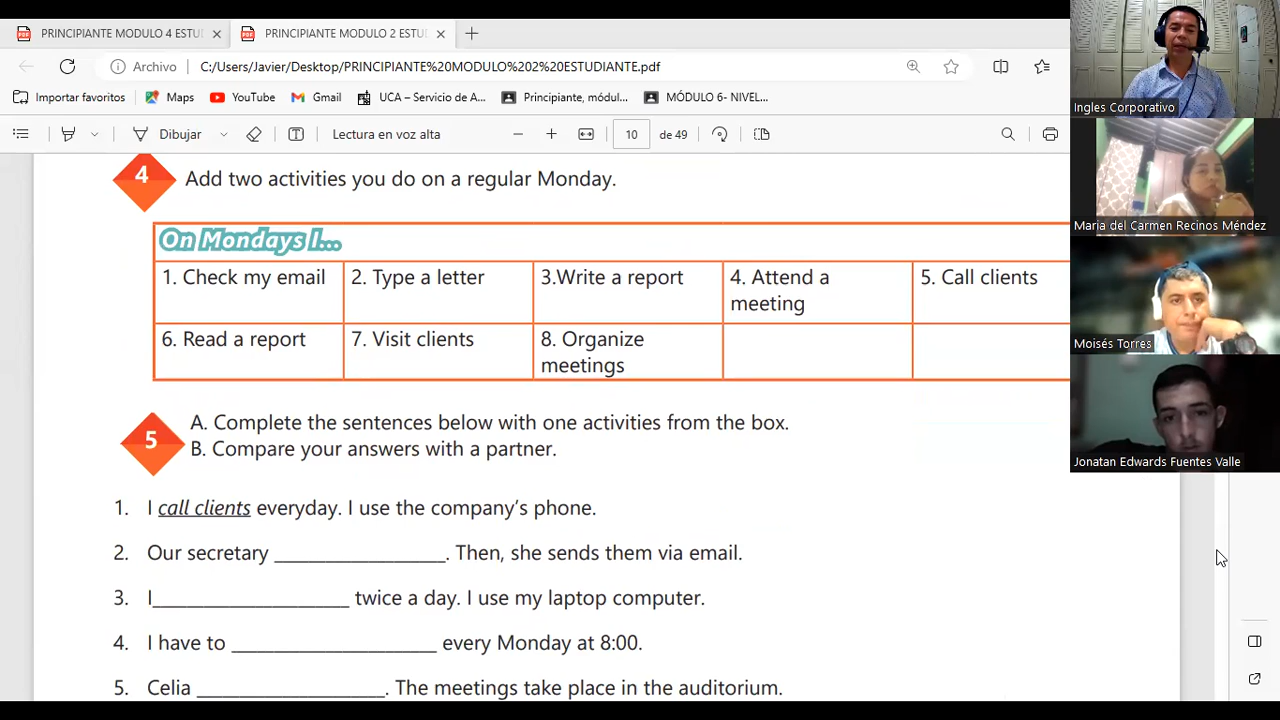 PRINCIPIANTE MODULO 4 ESTU
PRINCIPIANTE MODULO 2 ESTU
Archivo
C:/Users/Javier/Desktop/PRINCIPIANTE%20MODULO%202%20ESTUDIANTE.pdf
Importar favoritos
Maps
YouTube
Gmail
UCA – Servicio de A...
Principiante, módul...
MÓDULO 6- NIVEL...
Dibujar
Lectura en voz alta
10
de 49
4
Add two activities you do on a regular Monday.
On Mondays I...
1. Check my email
2. Type a letter
3.Write a report
4. Attend a
meeting
5. Call clients
6. Read a report
7. Visit clients
8. Organize
meetings
5
A. Complete the sentences below with one activities from the box.
B. Compare your answers with a partner.
1. I call clients everyday. I use the company’s phone.
2. Our secretary ____________________. Then, she sends them via email.
3. I_______________________ twice a day. I use my laptop computer.
4. I have to ________________________ every Monday at 8:00.
5. Celia ______________________. The meetings take place in the auditorium.
Ingles Corporativo
Maria del Carmen Recinos Méndez
Moisés Torres
Jonatan Edwards Fuentes Valle